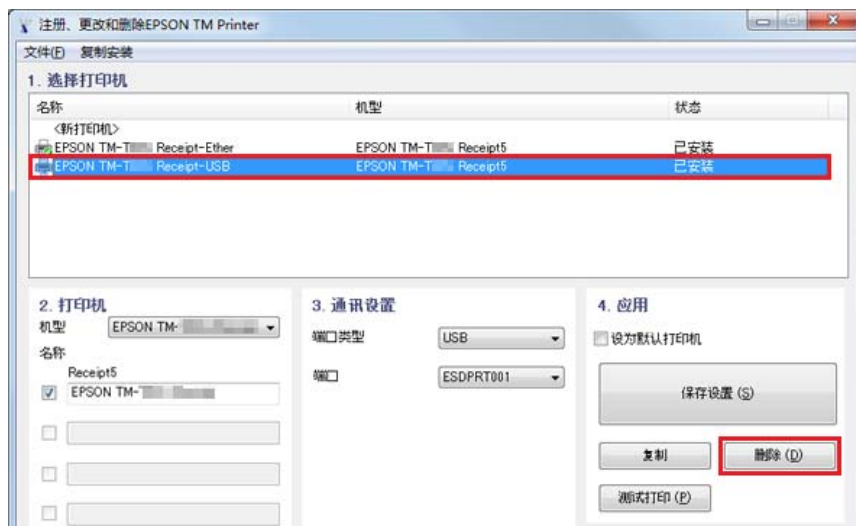 注册、更改和删除EPSON TM Printer
文件(F) 复制安装
1. 选择打印机
名称 机型 状态
<新打印机>
EPSON TM-T Receipt-Ether EPSON TM-T Receipt5 已安装
EPSON TM-T Receipt-USB EPSON TM-T Receipt5 已安装
2. 打印机
机型 EPSON TM-
名称
Receipt5
EPSON TM-
3. 通讯设置
端口类型 USB
端口 ESDPRT001
4. 应用
设为默认打印机
保存设置 (S)
复制 删除 (D)
测试打印 (P)